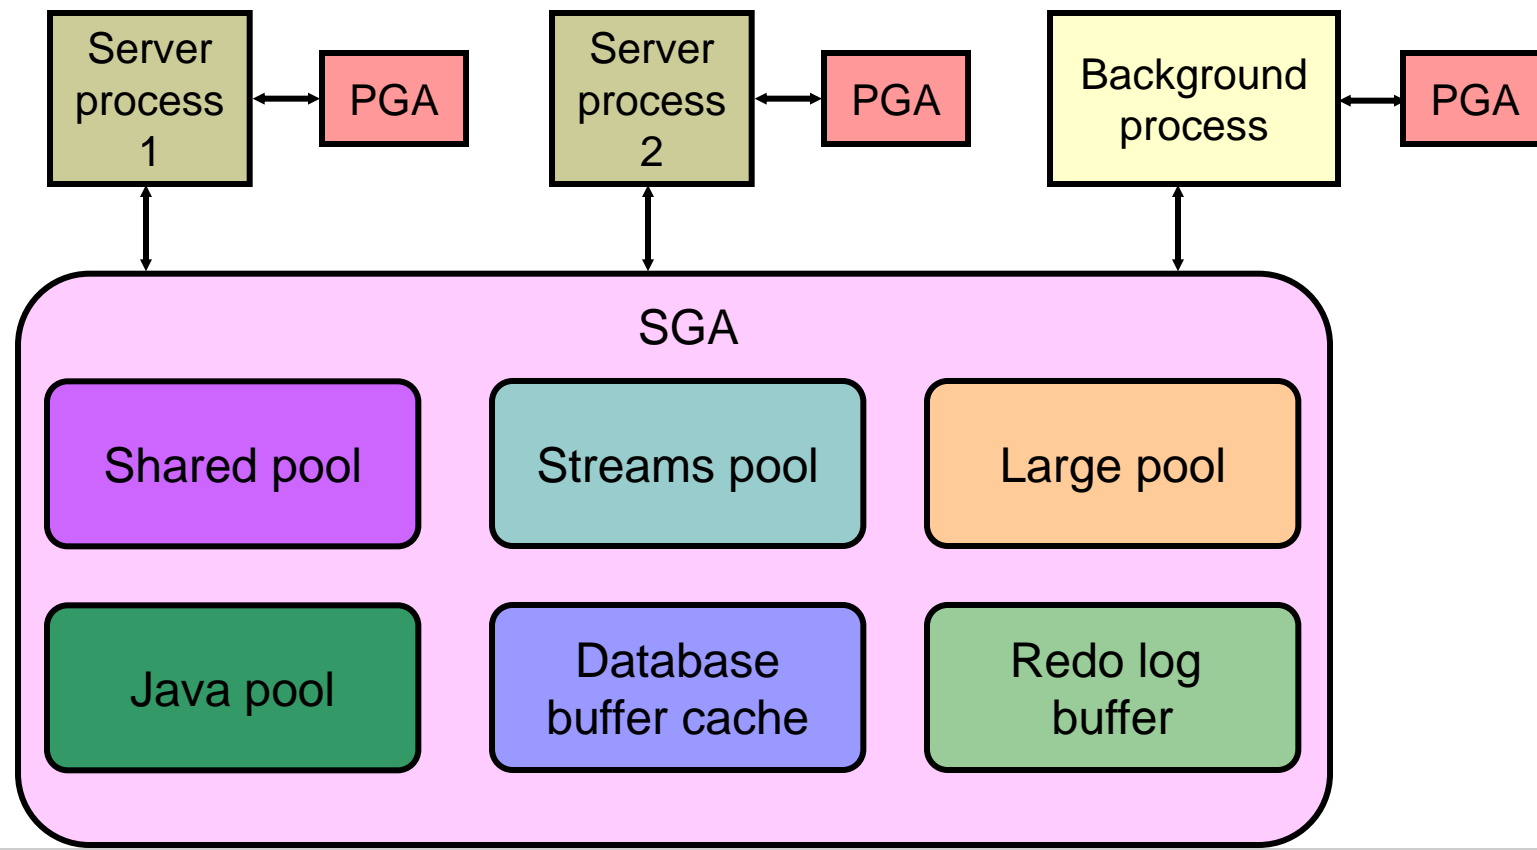 Server
process
1
PGA
Server
process
2
PGA
Background
process
PGA
SGA
Shared pool
Streams pool
Large pool
Java pool
Database
buffer cache
Redo log
buffer